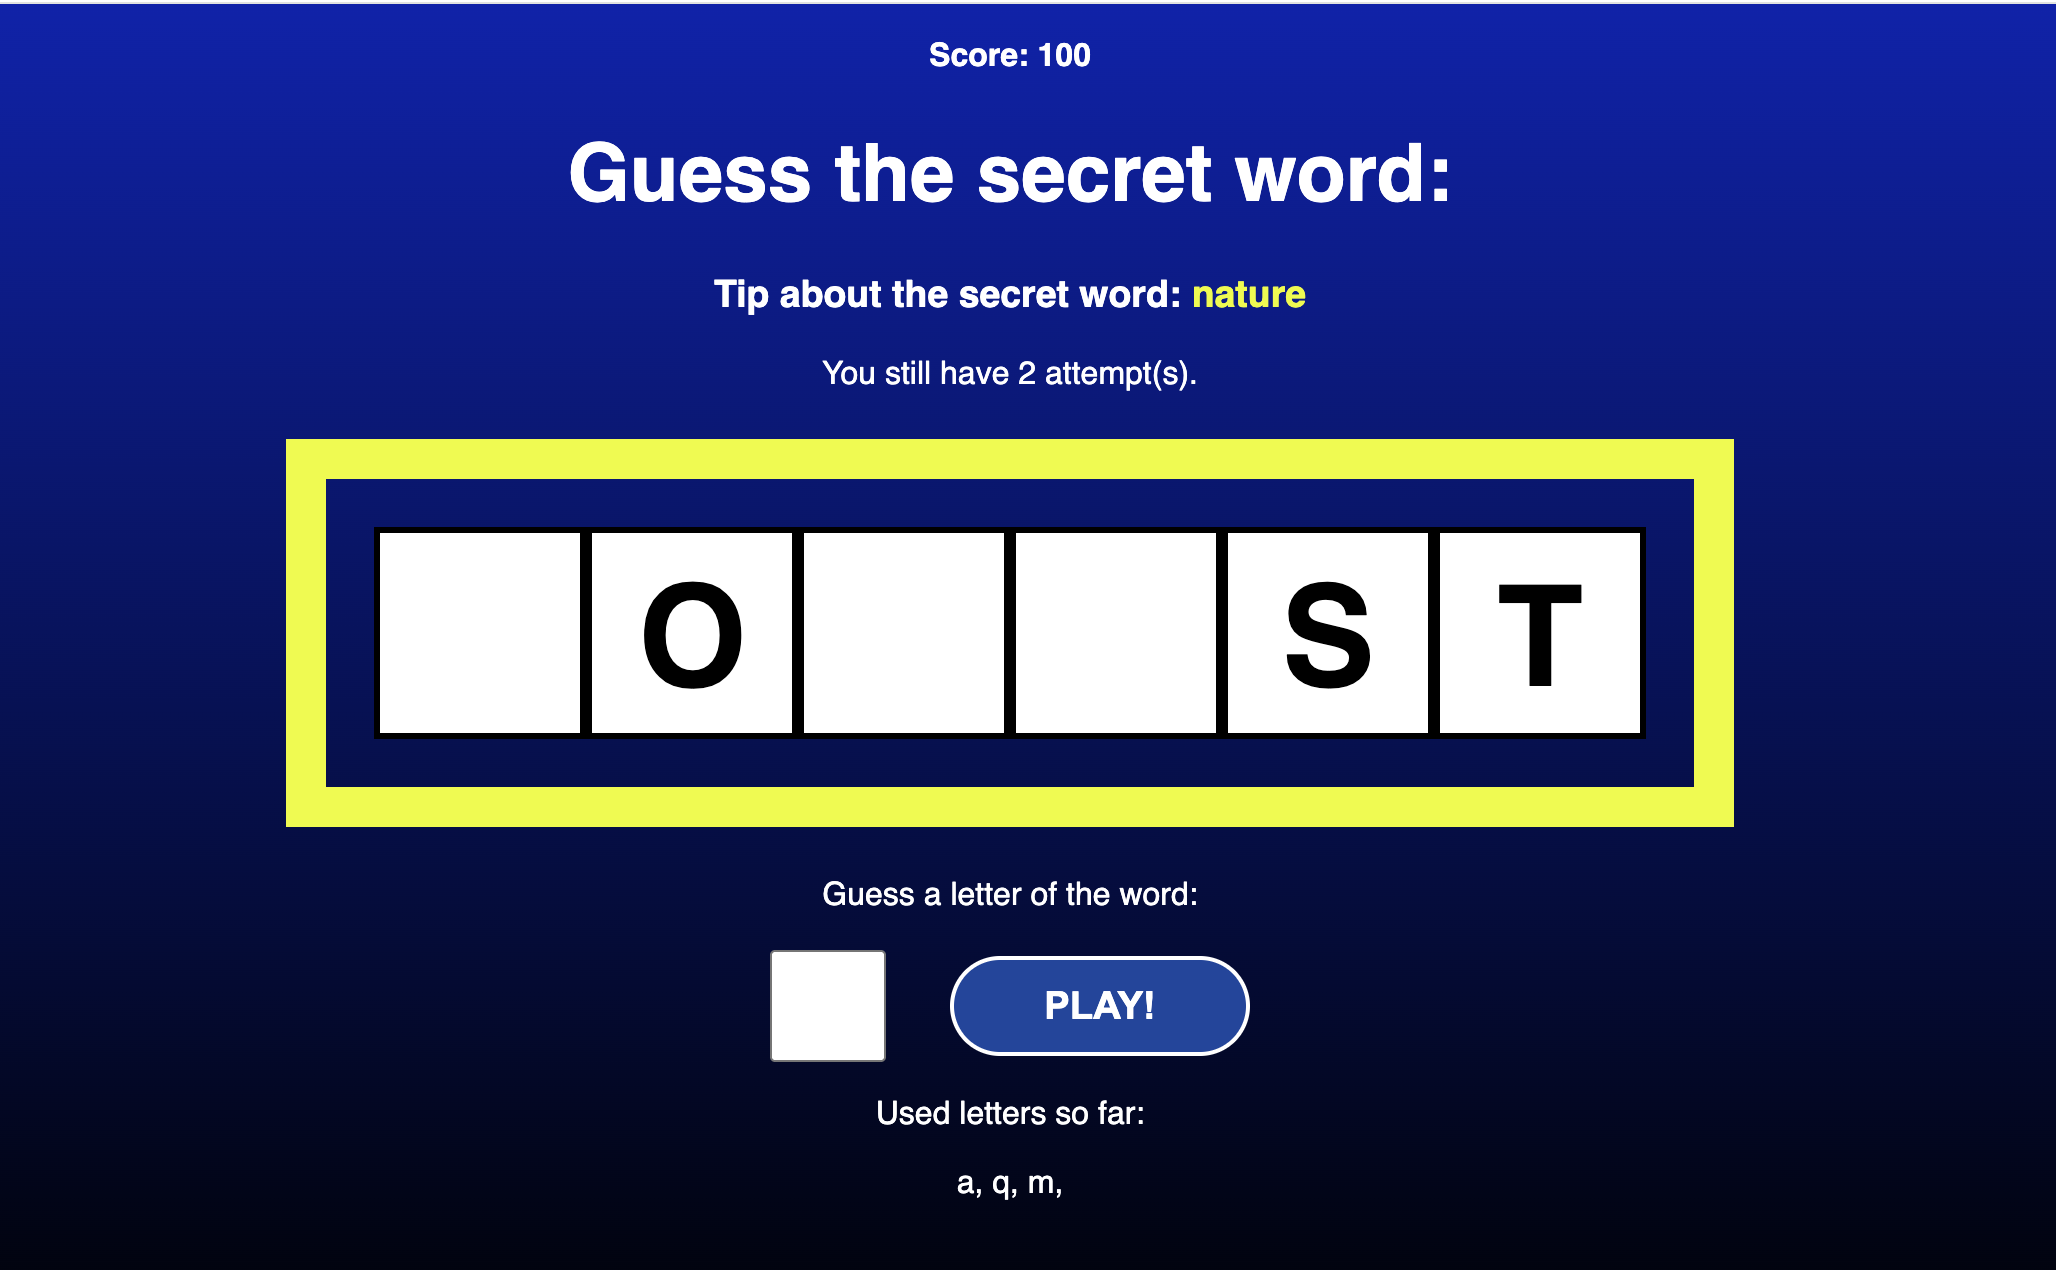 Score: 100
Guess the secret word:
Tip about the secret word: nature
You still have 2 attempt(s).
O S T
Guess a letter of the word:
PLAY!
Used letters so far:
a, q, m,